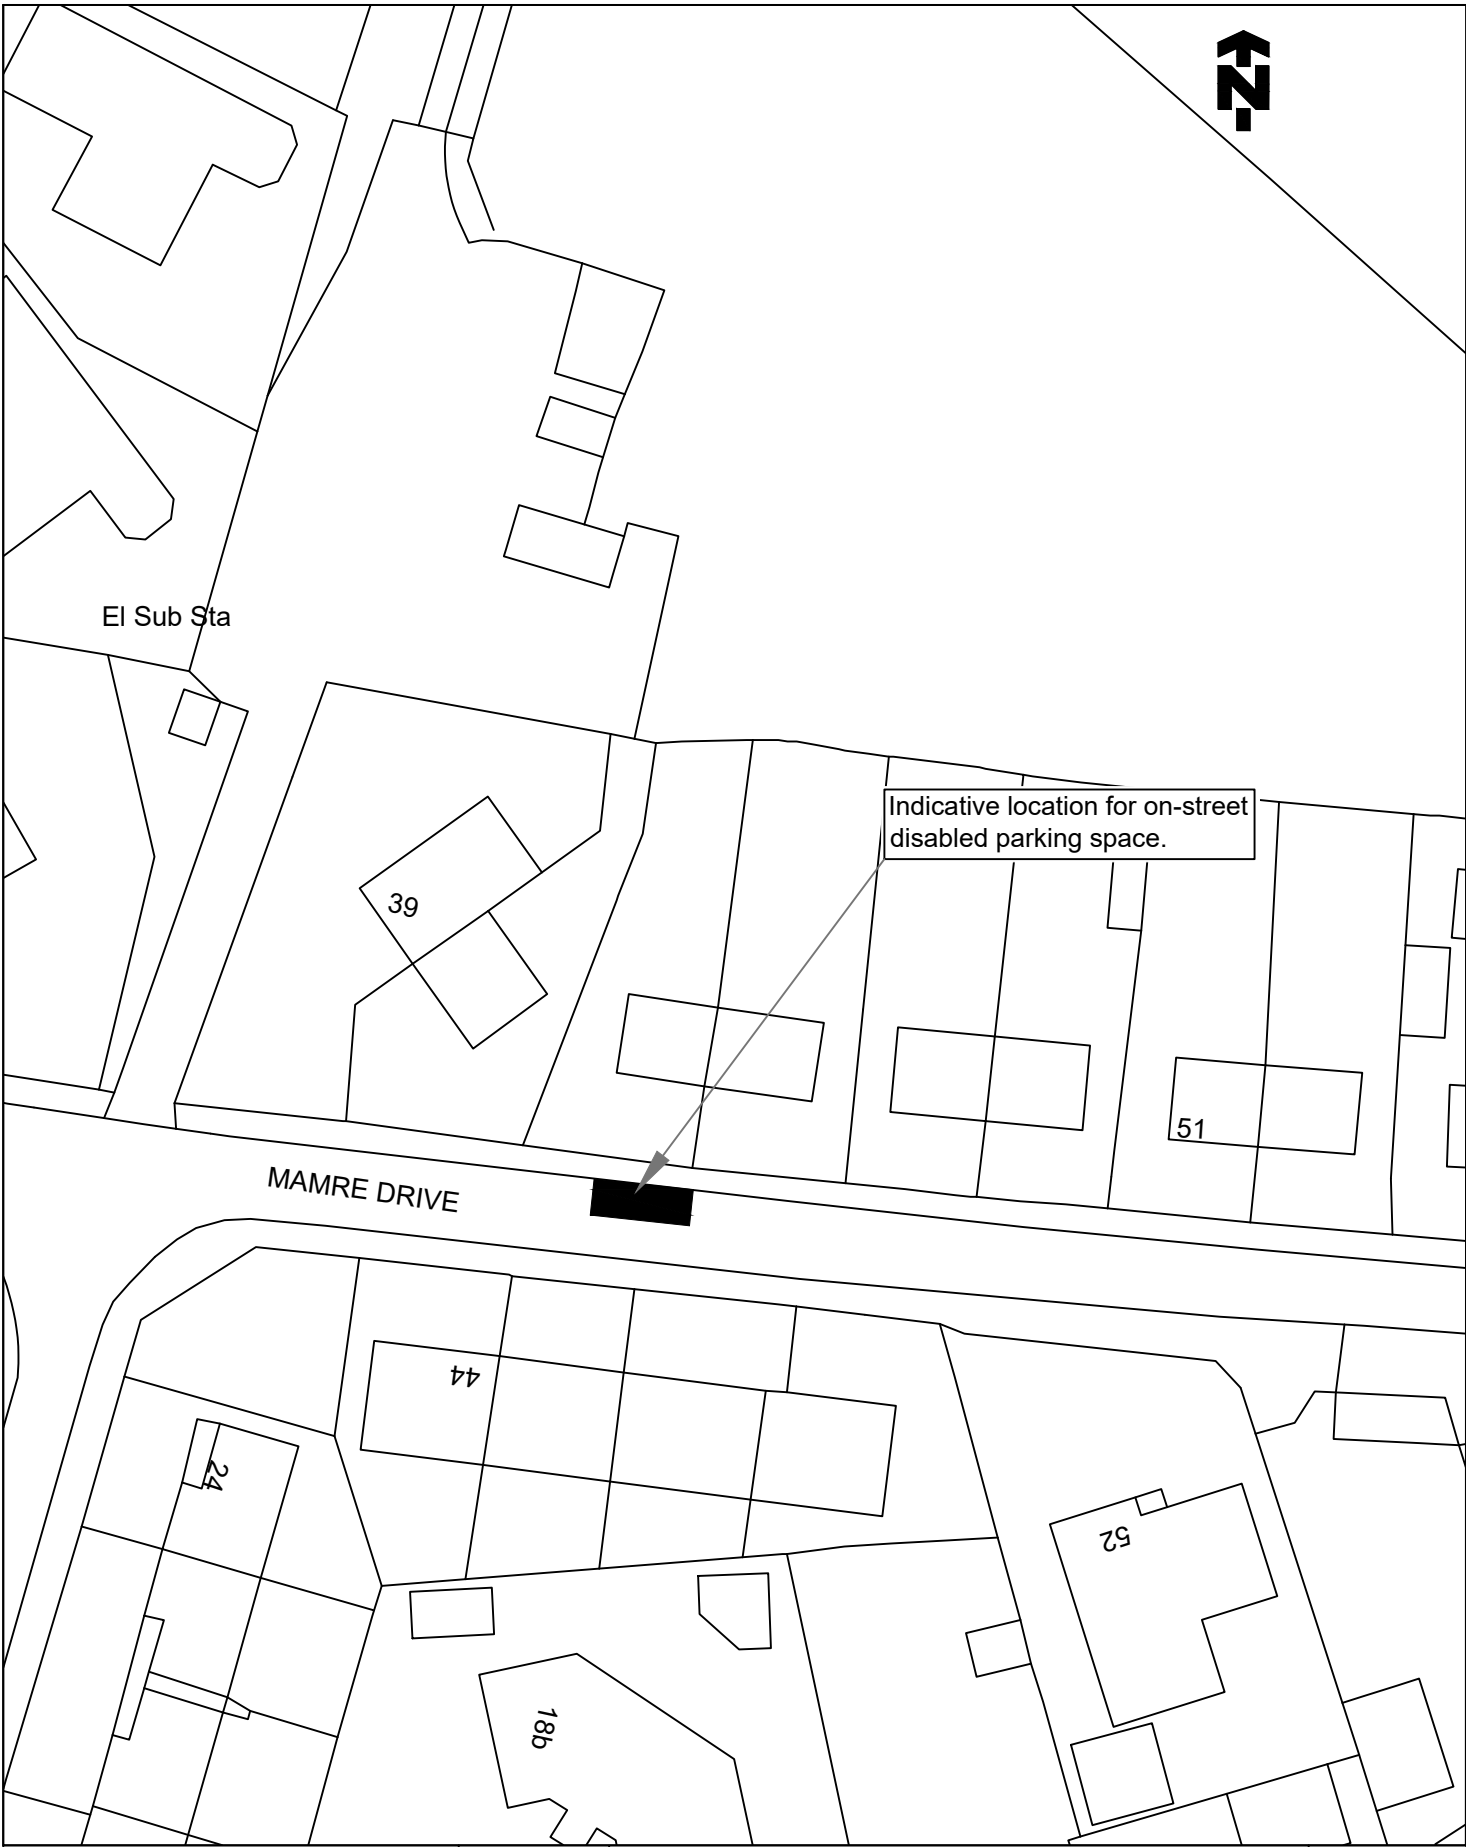 N
El Sub Sta
Indicative location for on-street
disabled parking space.
39
51
MAMRE DRIVE
44
24
52
18b